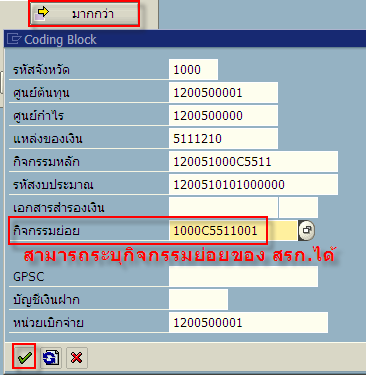 มากกว่า
Coding Block
รหัสจังหวัด 1000
ศูนย์ต้นทุน 1200500001
ศูนย์กำไร 1200500000
แหล่งของเงิน 5111210
กิจกรรมหลัก 120051000C5511
รหัสงบประมาณ 1200510101000000
เอกสารสำรองเงิน
กิจกรรมย่อย 1000C5511001
สามารถระบุกิจกรรมย่อยของ สรก.ได้
GPSC
บัญชีเงินฝาก
หน่วยเบิกจ่าย 1200500001